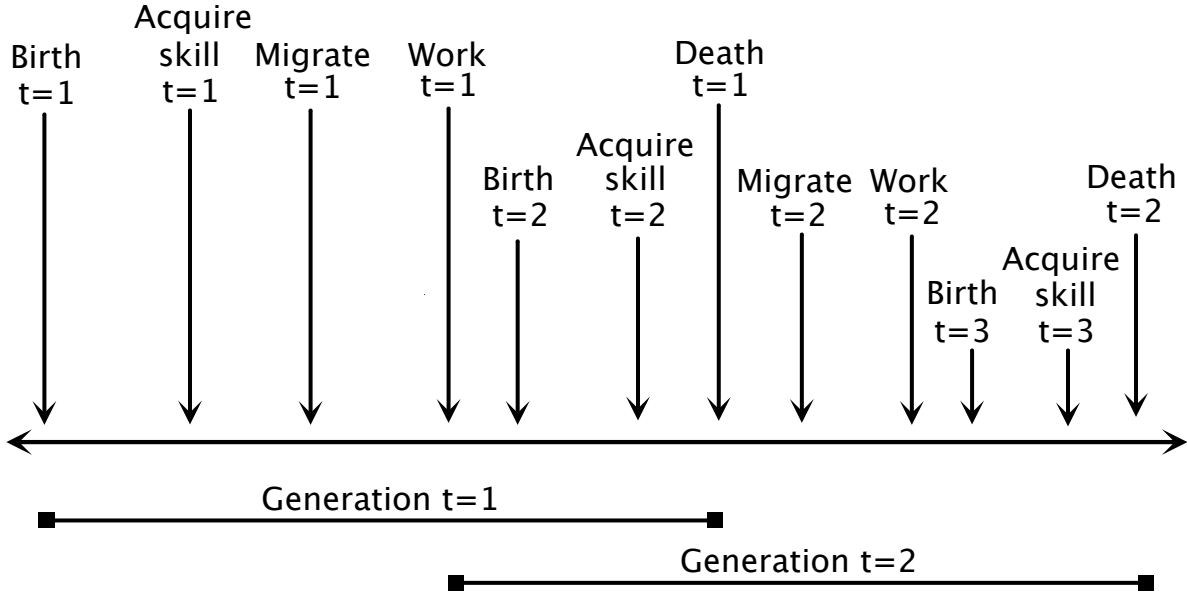 Birth
t=1
Acquire
skill
t=1
Migrate
t=1
Work
t=1
Birth
t=2
Acquire
skill
t=2
Death
t=1
Migrate
t=2
Work
t=2
Birth
t=3
Acquire
skill
t=3
Death
t=2
Generation t=1
Generation t=2